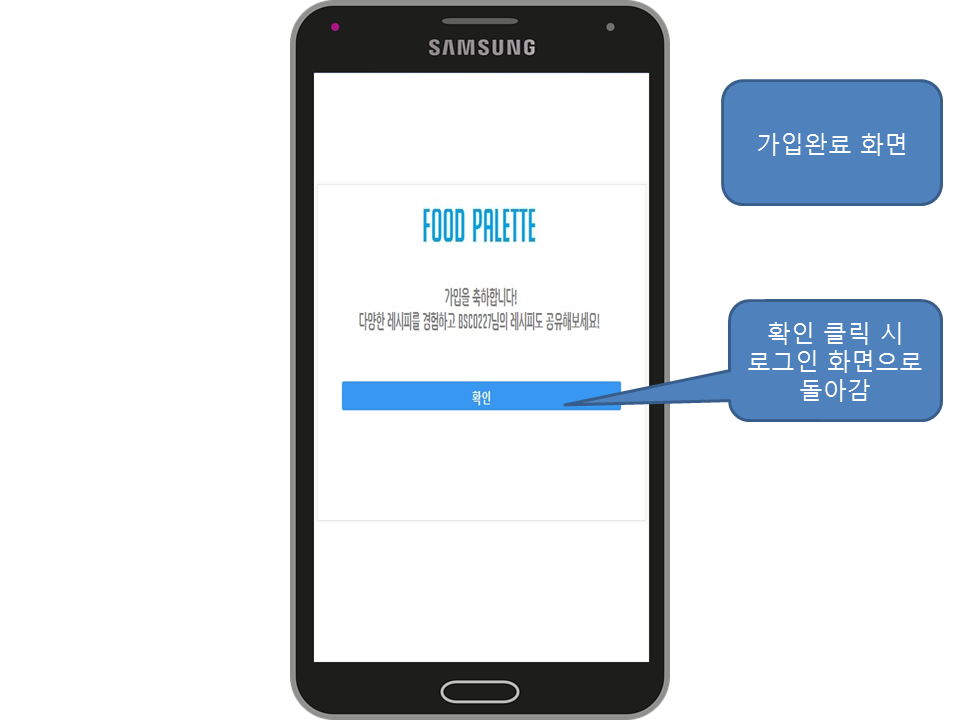 SAMSUNG
가입완료 화면
FOOD PALETTE
가입을 축하합니다!
다양한 레시피를 경험하고 BSCO227님의 레시피도 공유해보세요!
확인
확인 클릭 시
로그인 화면으로
돌아감